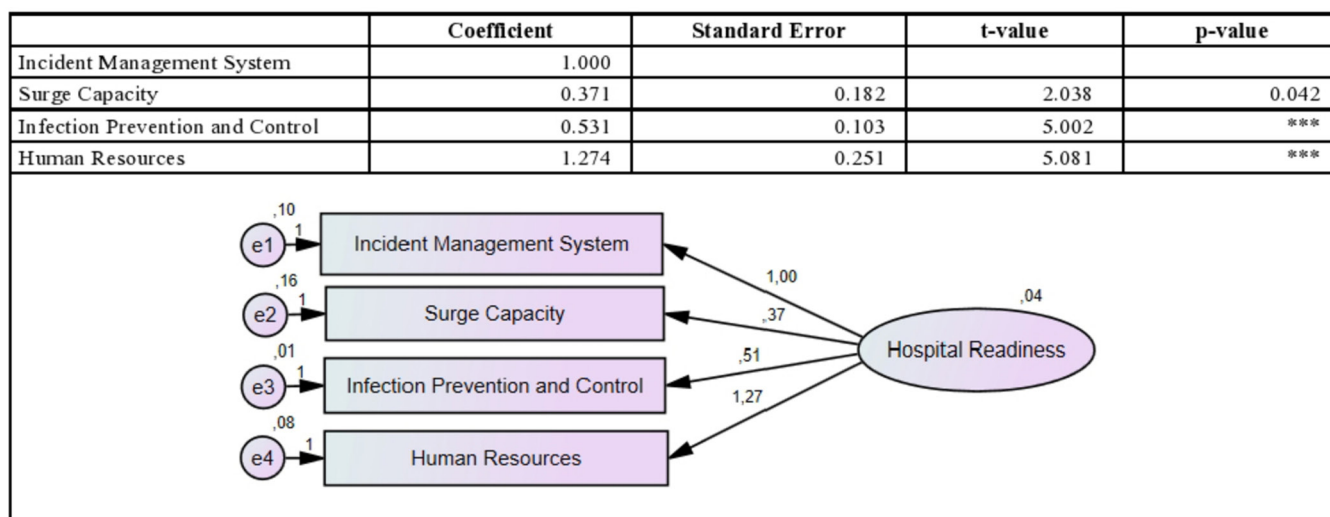 Coefficient Standard Error t-value p-value
Incident Management System 1.000
Surge Capacity 0.371 0.182 2.038 0.042
Infection Prevention and Control 0.531 0.103 5.002 ***
Human Resources 1.274 0.251 5.081 ***
,10
e1 1 Incident Management System
1,00
,16
e2 1 Surge Capacity
,37
,04
Hospital Readiness
,01
e3 1 Infection Prevention and Control
,51
,08
e4 1 Human Resources
1,27